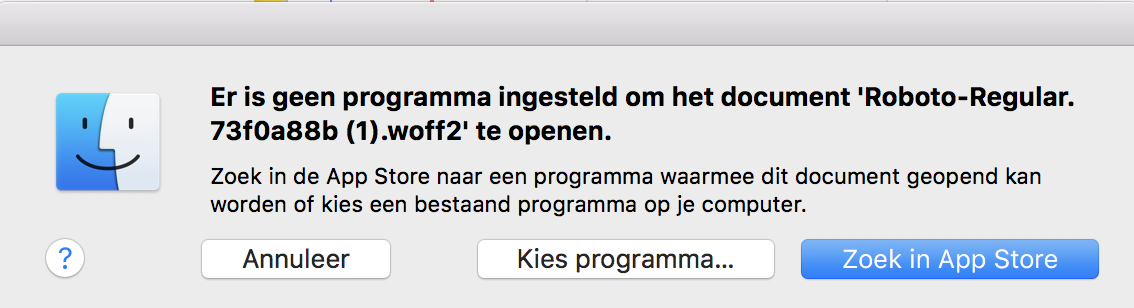 Er is geen programma ingesteld om het document 'Roboto-Regular.
73f0a88b (1).woff2' te openen.
Zoek in de App Store naar een programma waarmee dit document geopend kan
worden of kies een bestaand programma op je computer.
? Annuleer Kies programma... Zoek in App Store